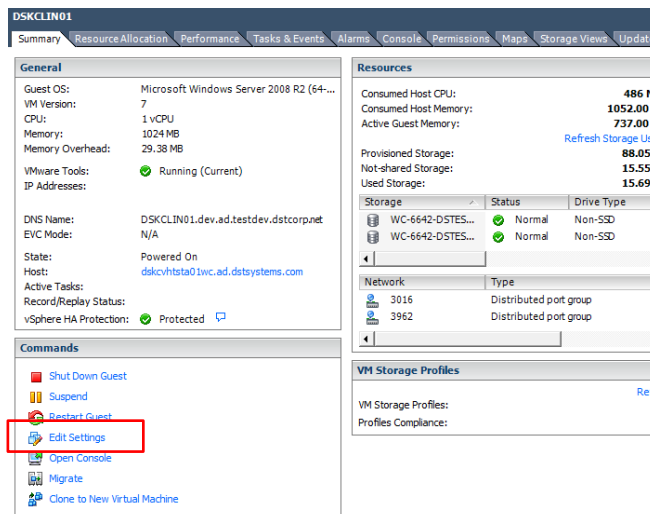 DSKCLIN01
Summary Resource Allocation Performance Tasks & Events Alarms Console Permissions Maps Storage Views Updat
General
Guest OS: Microsoft Windows Server 2008 R2 (64-...
VM Version: 7
CPU: 1 vCPU
Memory: 1024 MB
Memory Overhead: 29.38 MB
VMware Tools: Running (Current)
IP Addresses:
DNS Name: DSKCLIN01.dev.ad.testdev.dstcorp.net
EVC Mode: N/A
State: Powered On
Host: dskcvhtsta01wc.ad.dstsystems.com
Active Tasks:
Record/Replay Status:
vSphere HA Protection: Protected
Commands
Shut Down Guest
Suspend
Restart Guest
Edit Settings
Open Console
Migrate
Clone to New Virtual Machine
Resources
Consumed Host CPU: 486 M
Consumed Host Memory: 1052.00
Active Guest Memory: 737.00
Refresh Storage Us
Provisioned Storage: 88.05
Not-shared Storage: 15.55
Used Storage: 15.69
Storage Status Drive Type
WC-6642-DSTES... Normal Non-SSD
WC-6642-DSTES... Normal Non-SSD
Network Type
3016 Distributed port group
3962 Distributed port group
VM Storage Profiles
Re
VM Storage Profiles:
Profiles Compliance: